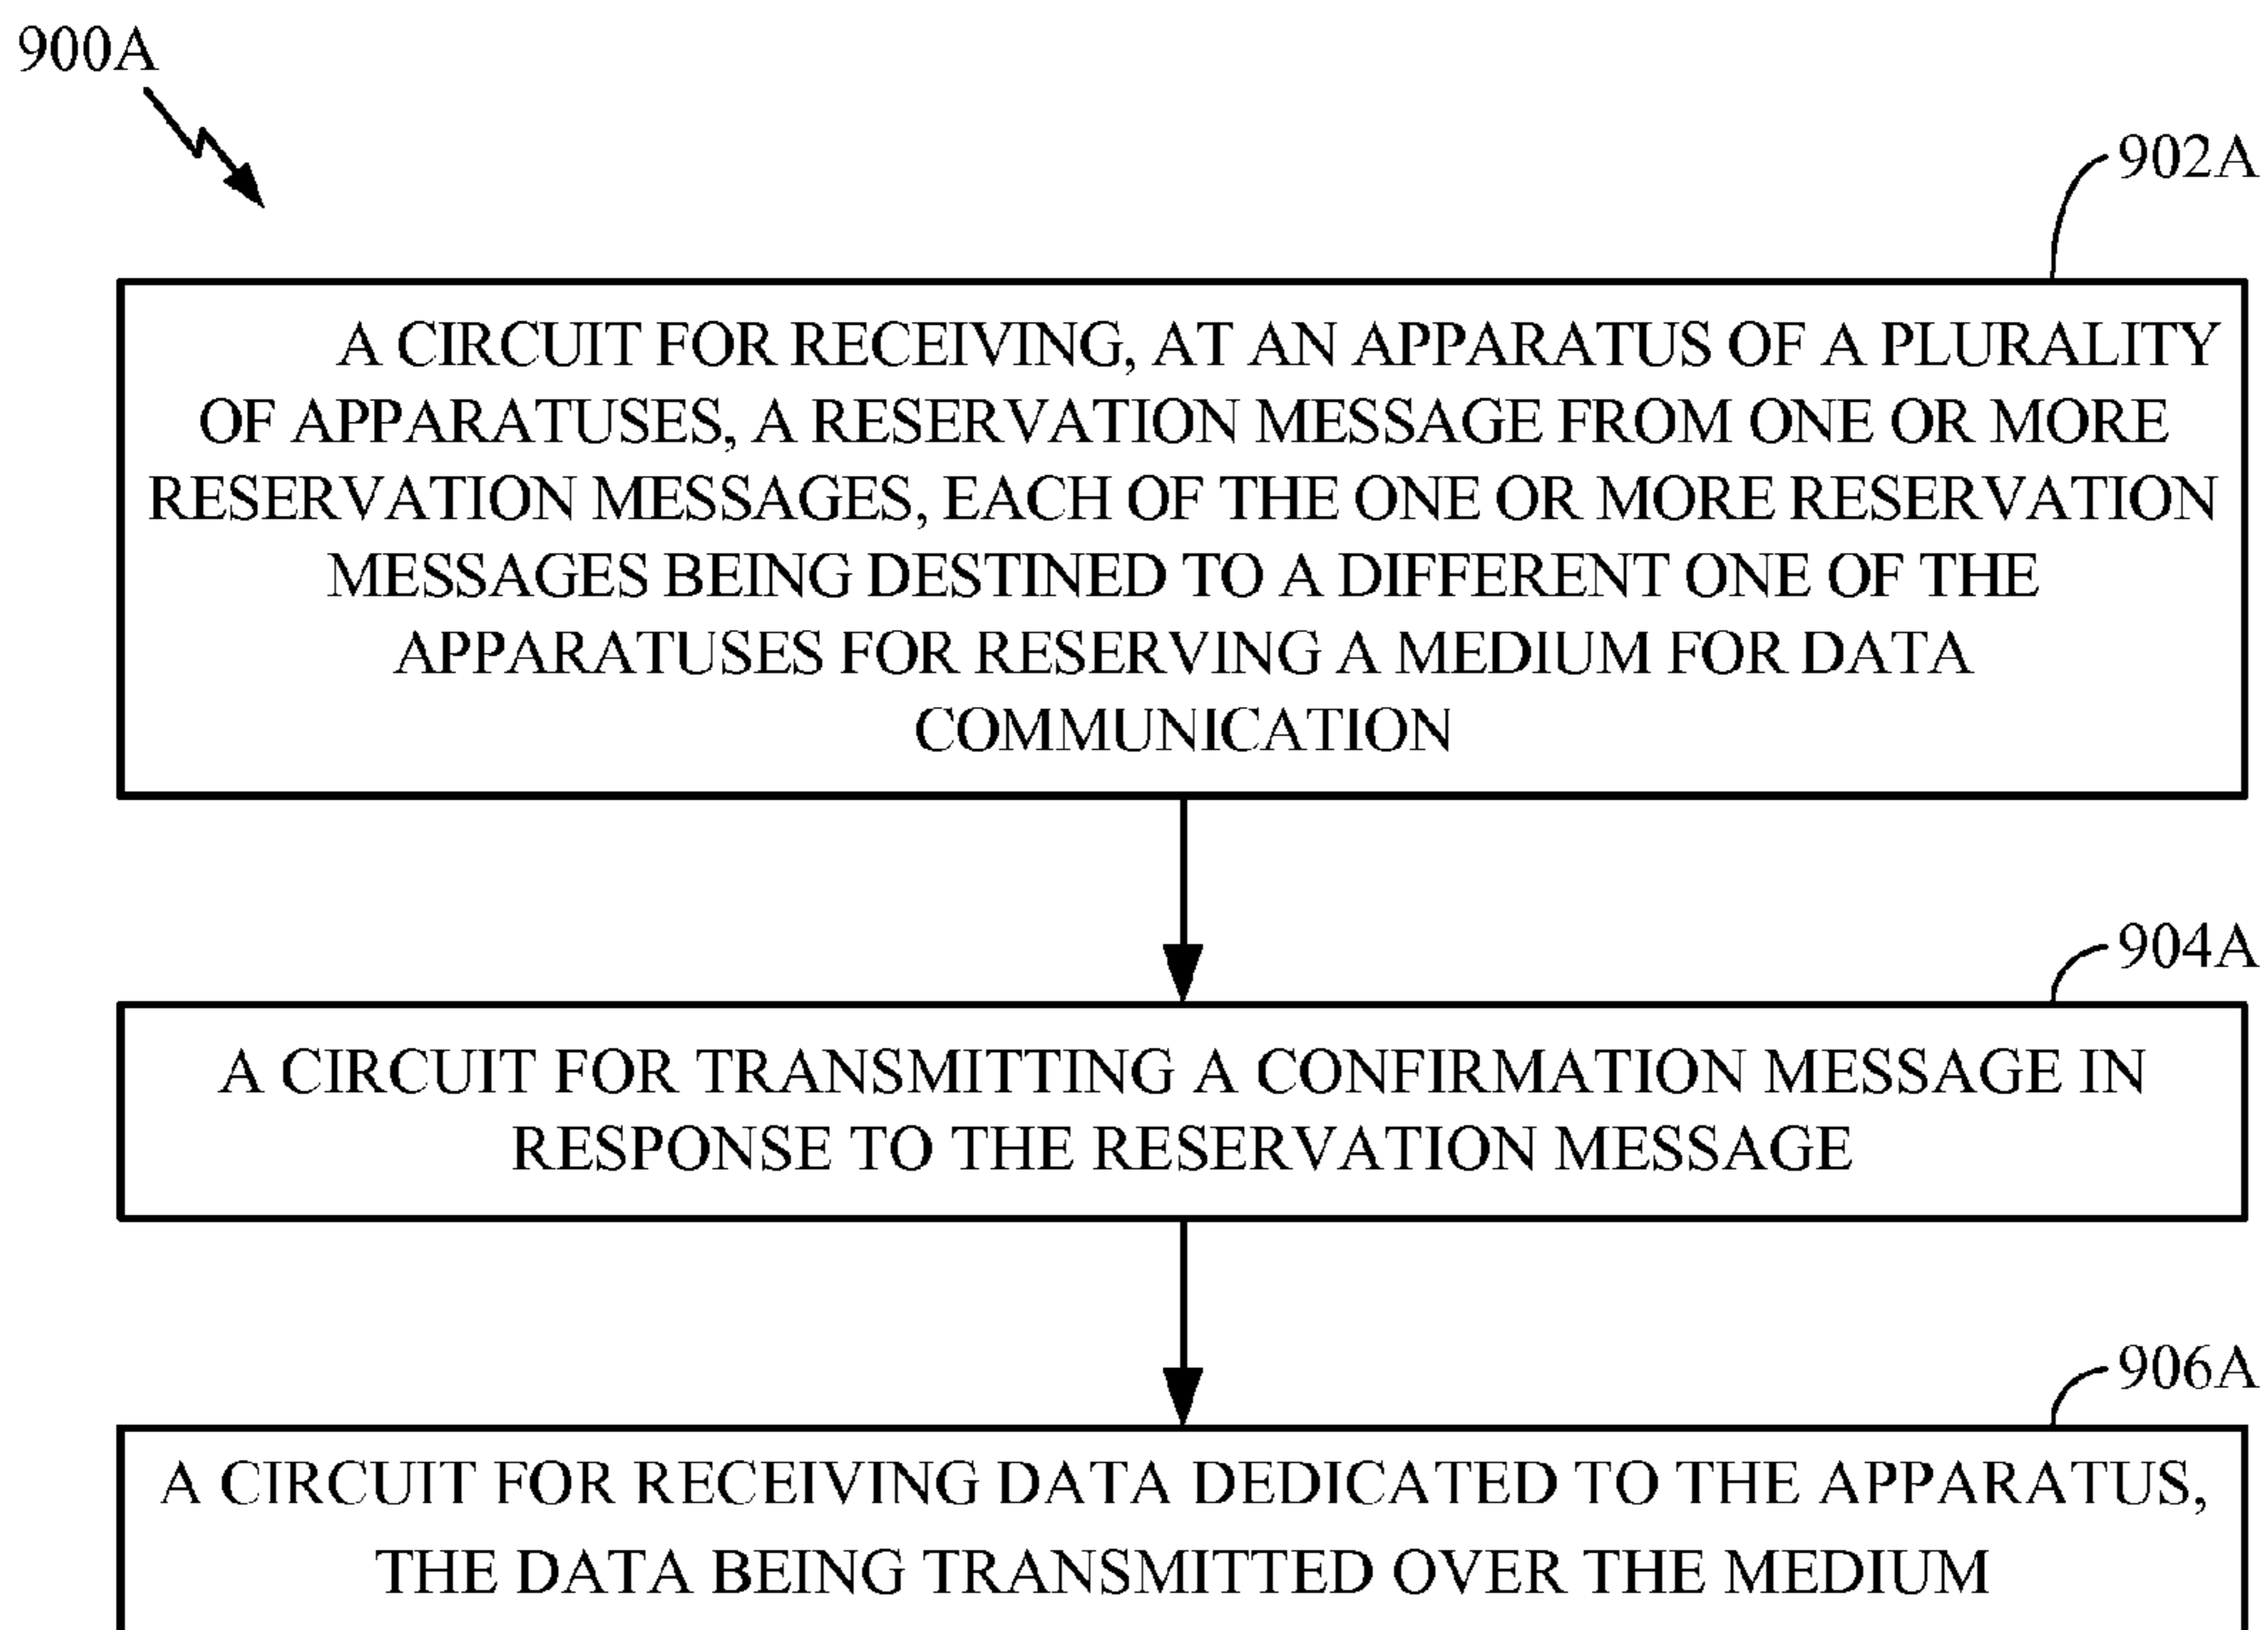 900A
902A
A CIRCUIT FOR RECEIVING, AT AN APPARATUS OF A PLURALITY
OF APPARATUSES, A RESERVATION MESSAGE FROM ONE OR MORE
RESERVATION MESSAGES, EACH OF THE ONE OR MORE RESERVATION
MESSAGES BEING DESTINED TO A DIFFERENT ONE OF THE
APPARATUSES FOR RESERVING A MEDIUM FOR DATA
COMMUNICATION
904A
A CIRCUIT FOR TRANSMITTING A CONFIRMATION MESSAGE IN
RESPONSE TO THE RESERVATION MESSAGE
906A
A CIRCUIT FOR RECEIVING DATA DEDICATED TO THE APPARATUS,
THE DATA BEING TRANSMITTED OVER THE MEDIUM